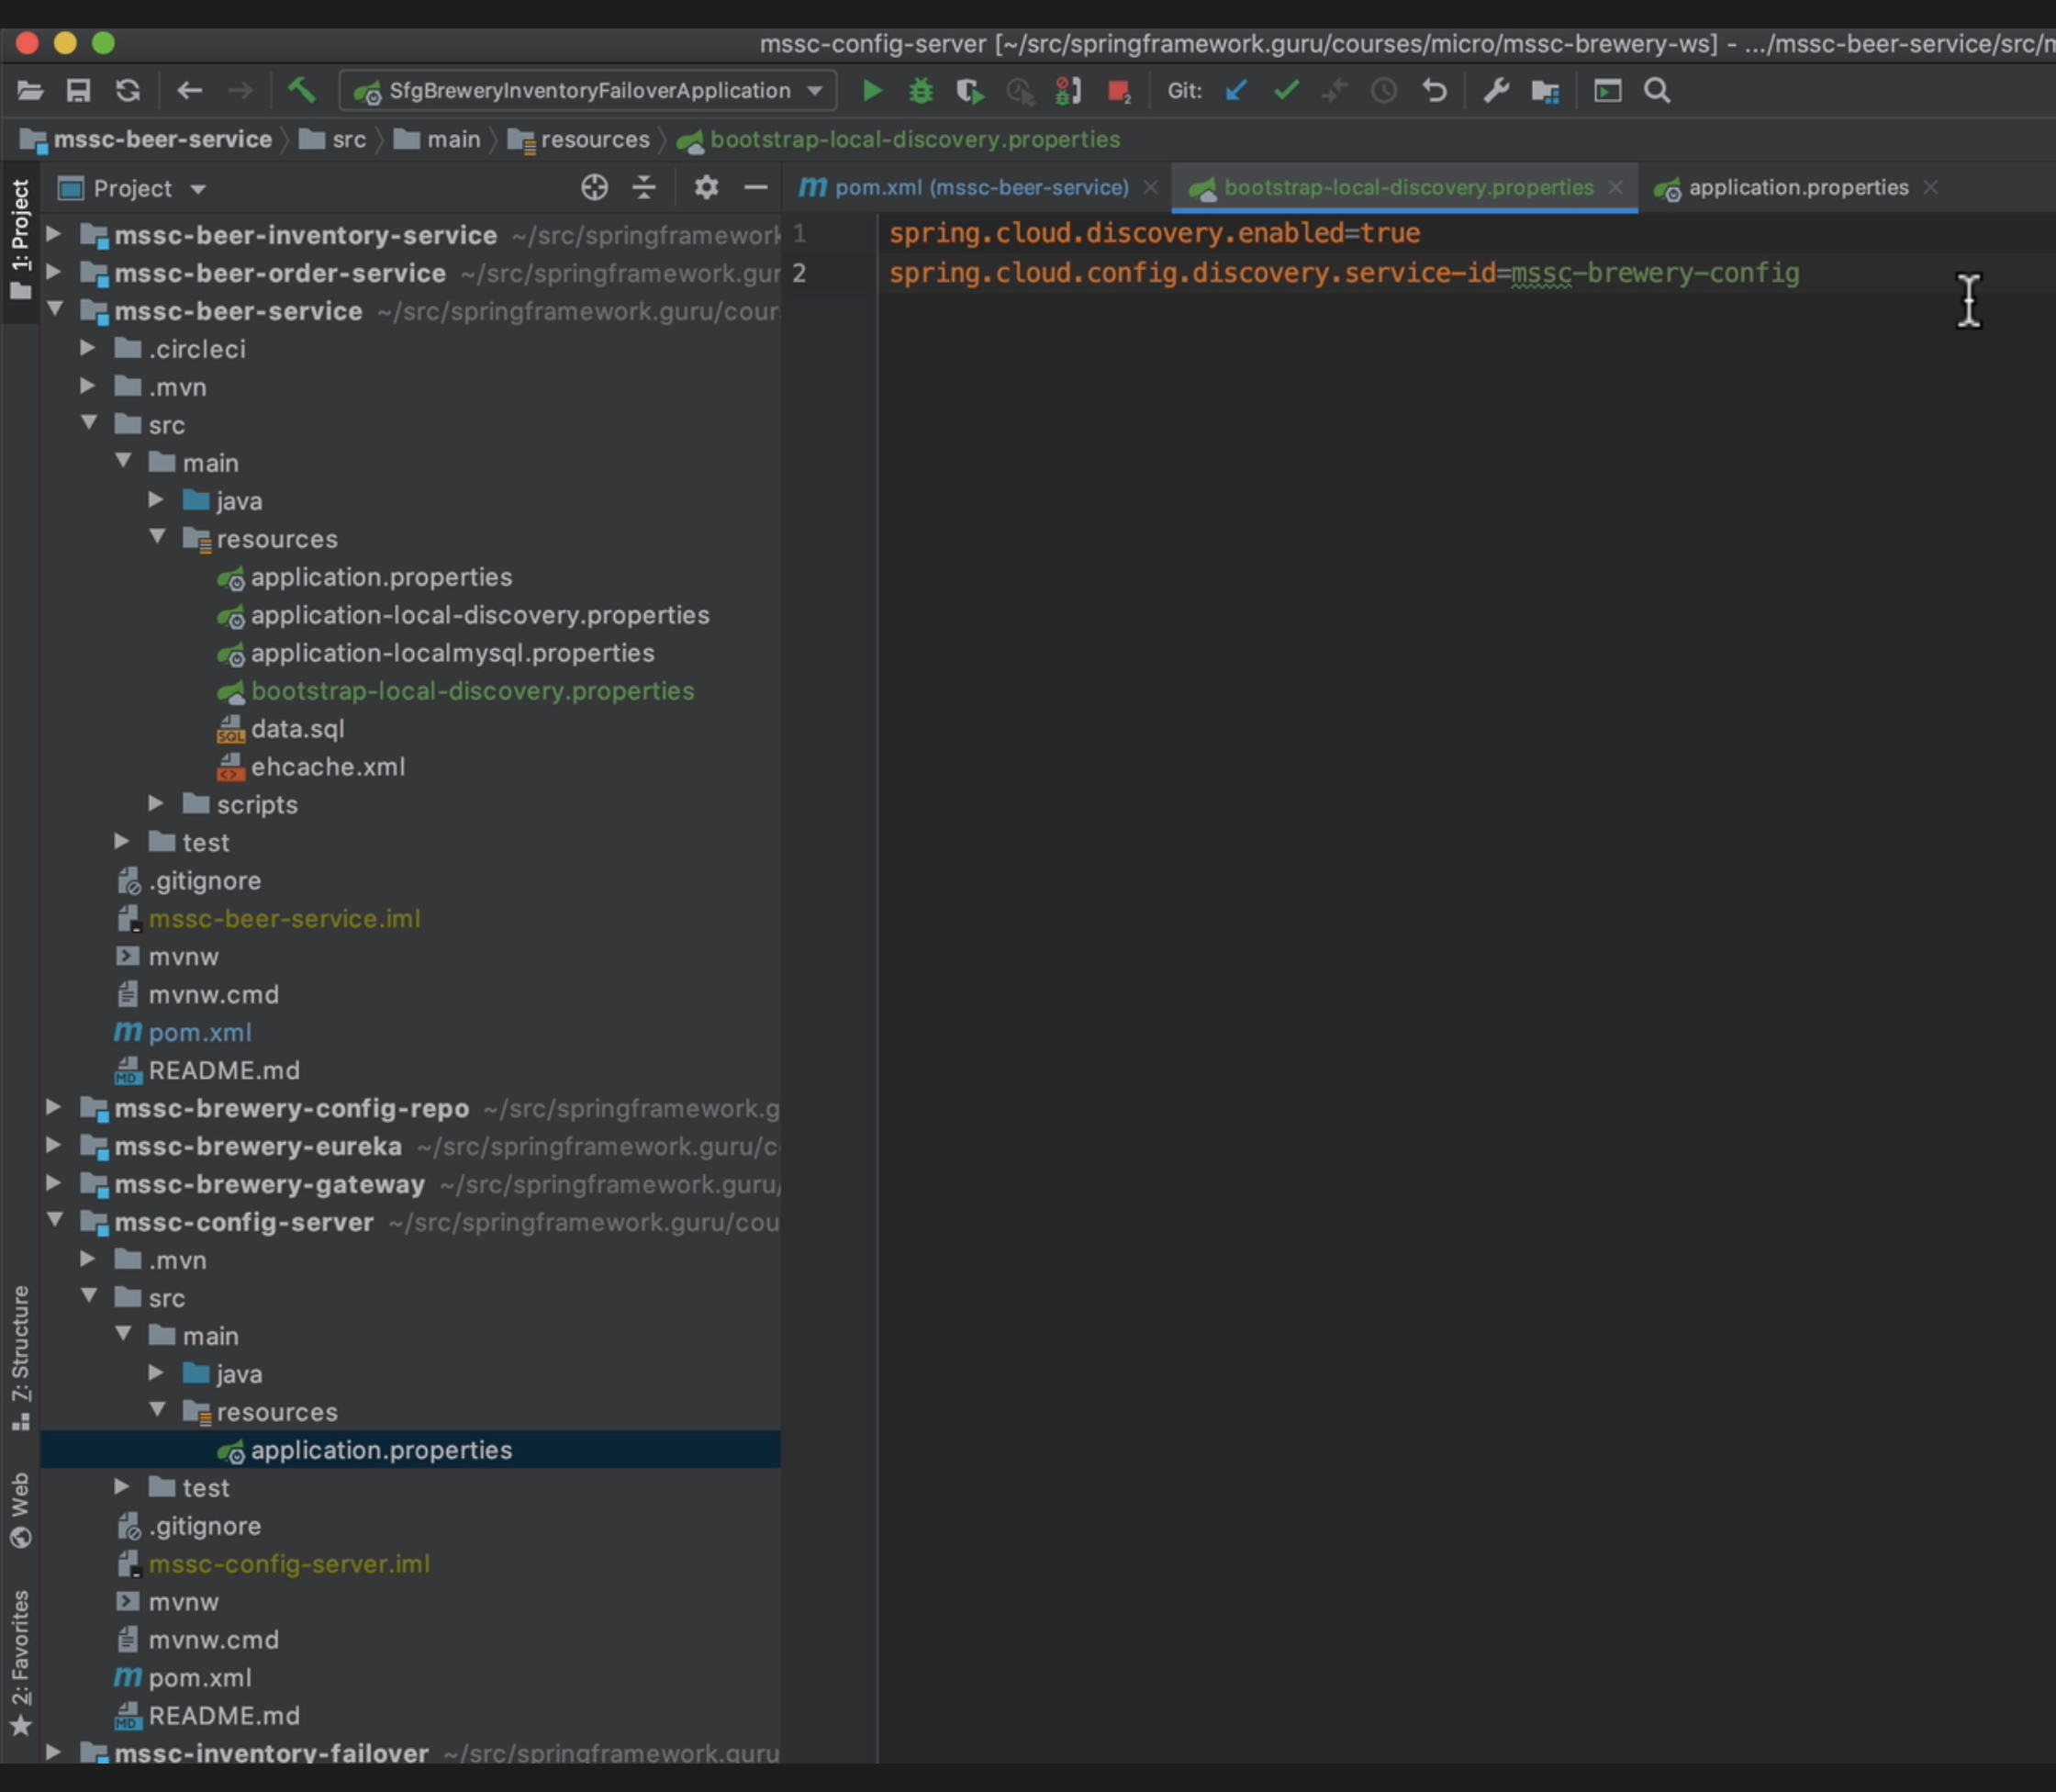 mssc-config-server [~/src/springframework.guru/courses/micro/mssc-brewery-ws] - .../mssc-beer-service/src/m
SfgBreweryInventoryFailoverApplication
2
Git:
mssc-beer-service
src
main
resources
bootstrap-local-discovery.properties
1: Project
Project
pom.xml (mssc-beer-service)
bootstrap-local-discovery.properties
application.properties
mssc-beer-inventory-service ~/src/springframework
mssc-beer-order-service ~/src/springframework.gur
mssc-beer-service ~/src/springframework.guru/cour
.circleci
.mvn
src
main
java
resources
application.properties
application-local-discovery.properties
application-localmysql.properties
bootstrap-local-discovery.properties
SQL data.sql
ehcache.xml
scripts
test
.gitignore
mssc-beer-service.iml
mvnw
mvnw.cmd
m pom.xml
MD README.md
mssc-brewery-config-repo ~/src/springframework.g
mssc-brewery-eureka ~/src/springframework.guru/c
mssc-brewery-gateway ~/src/springframework.guru/
mssc-config-server ~/src/springframework.guru/cou
.mvn
src
main
java
resources
application.properties
test
.gitignore
mssc-config-server.iml
mvnw
mvnw.cmd
m pom.xml
MD README.md
mssc-inventory-failover ~/src/springframework.guru
7: Structure
Web
2: Favorites
1 spring.cloud.discovery.enabled=true
2 spring.cloud.config.discovery.service-id=mssc-brewery-config